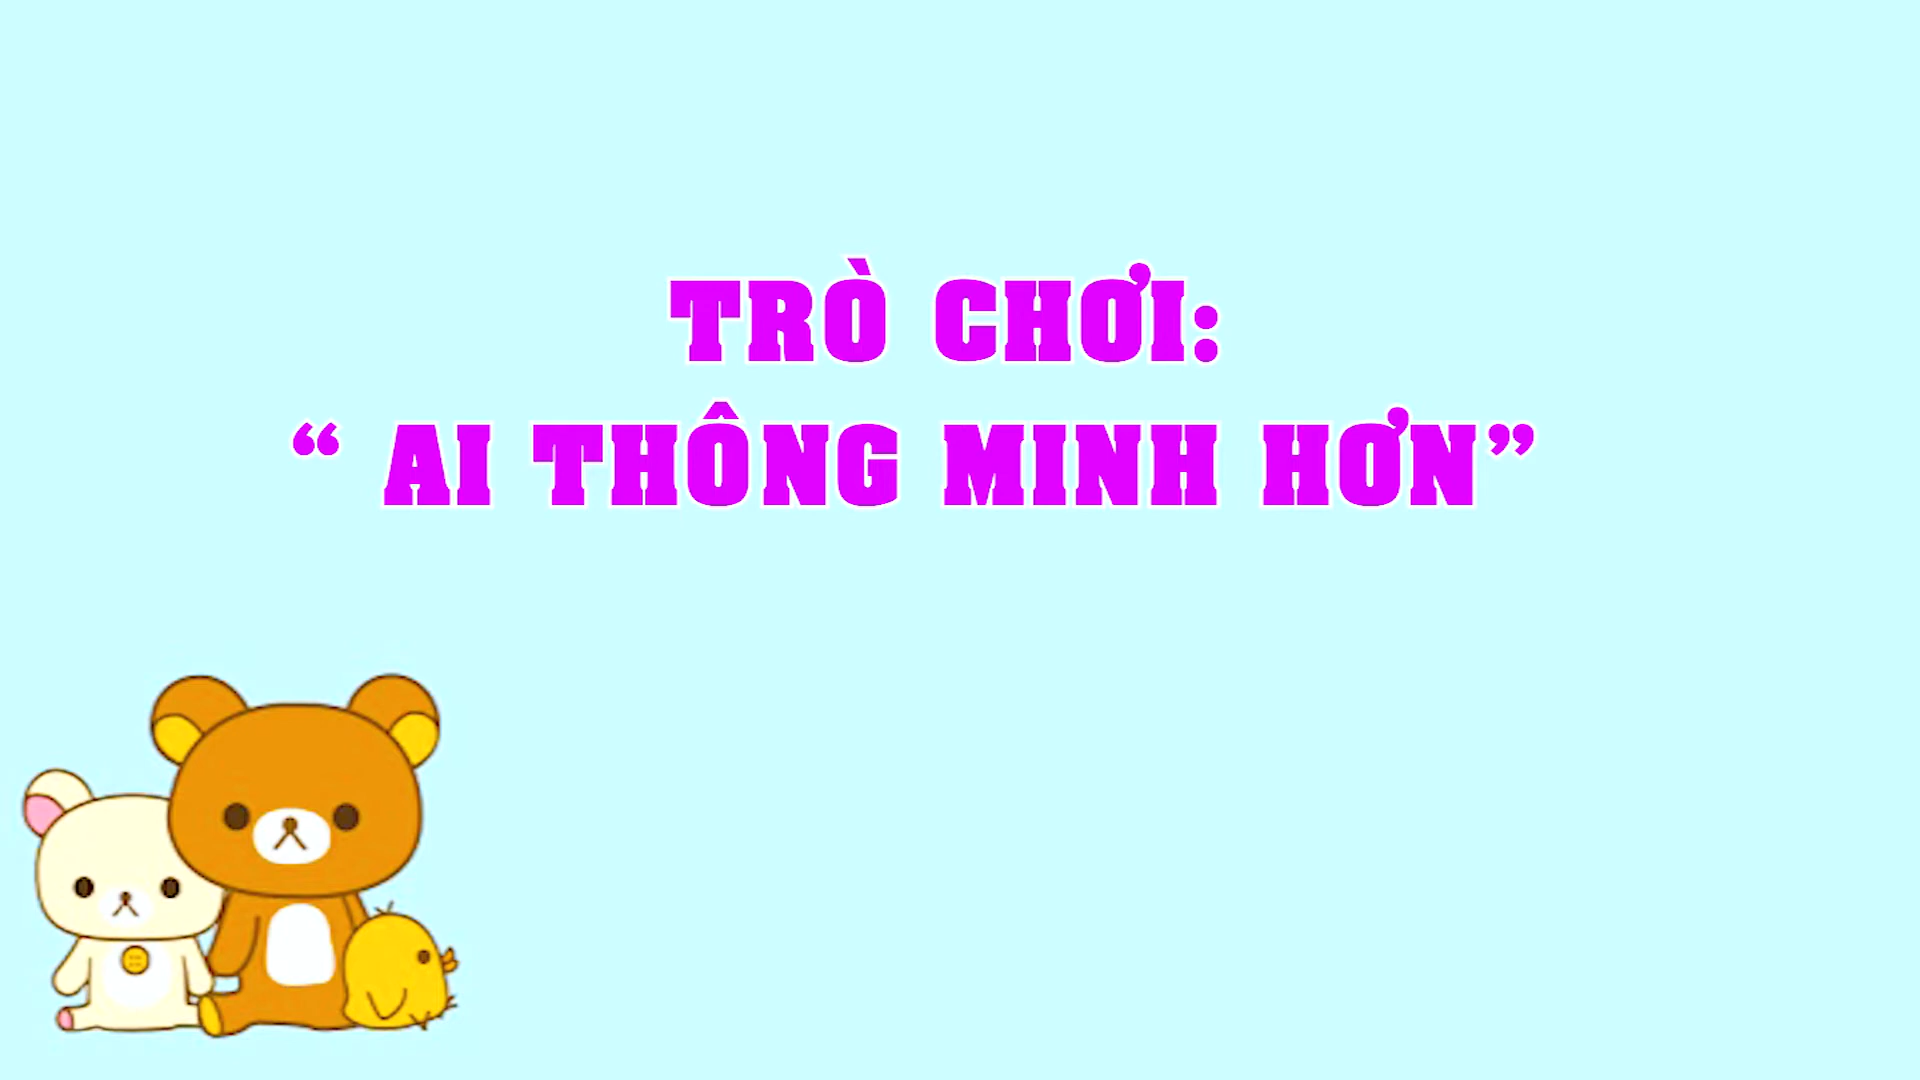 TRÒ CHƠI:
“ AI THÔNG MINH HƠN”